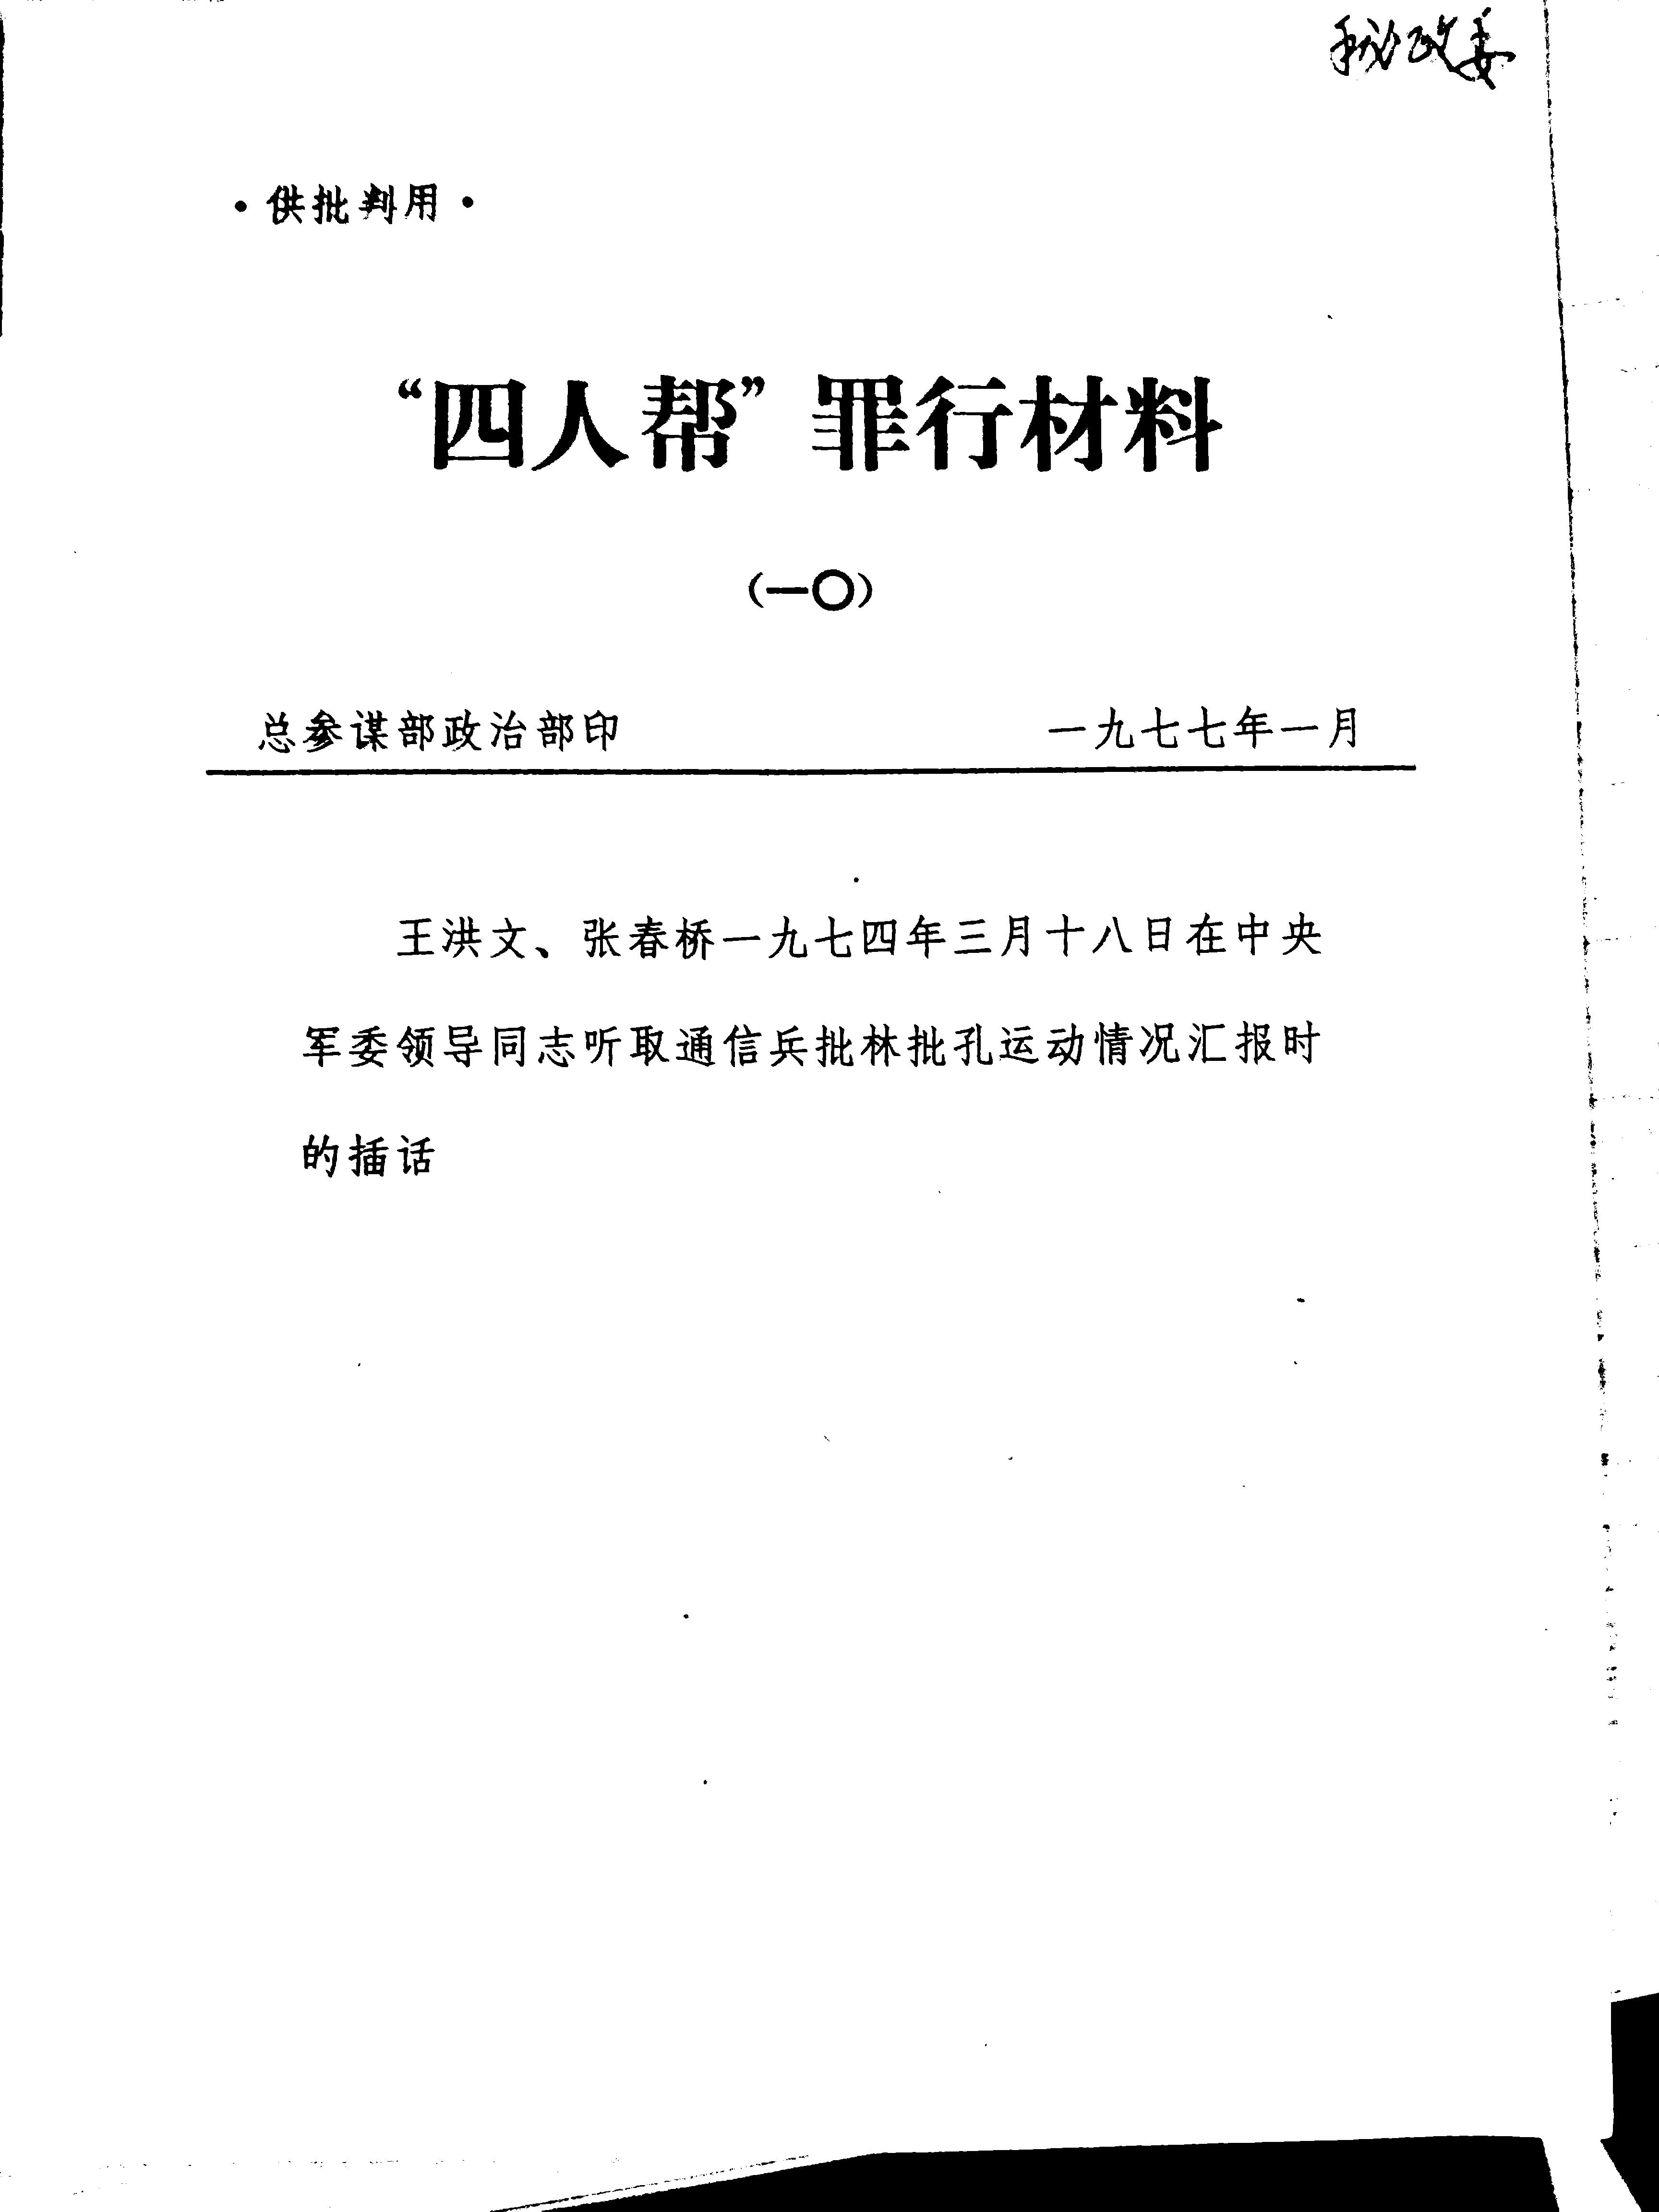 政委
·供批判用·
“四人帮”罪行材料
（一〇）
总参谋部政治部印 一九七七年一月
王洪文、张春桥一九七四年三月十八日在中央
军委领导同志听取通信兵批林批孔运动情况汇报时
的插话